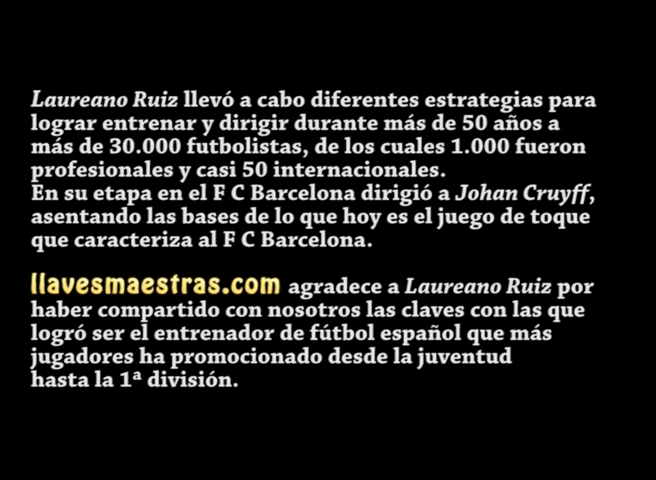 Laureano Ruiz llevó a cabo diferentes estrategias para
lograr entrenar y dirigir durante más de 50 años a
más de 30.000 futbolistas, de los cuales 1.000 fueron
profesionales y casi 50 internacionales.
En su etapa en el F C Barcelona dirigió a Johan Cruyff,
asentando las bases de lo que hoy es el juego de toque
que caracteriza al F C Barcelona.
llavesmaestras.com agradece a Laureano Ruiz por
haber compartido con nosotros las claves con las que
logró ser el entrenador de fútbol español que más
jugadores ha promocionado desde la juventud
hasta la 1ª división.